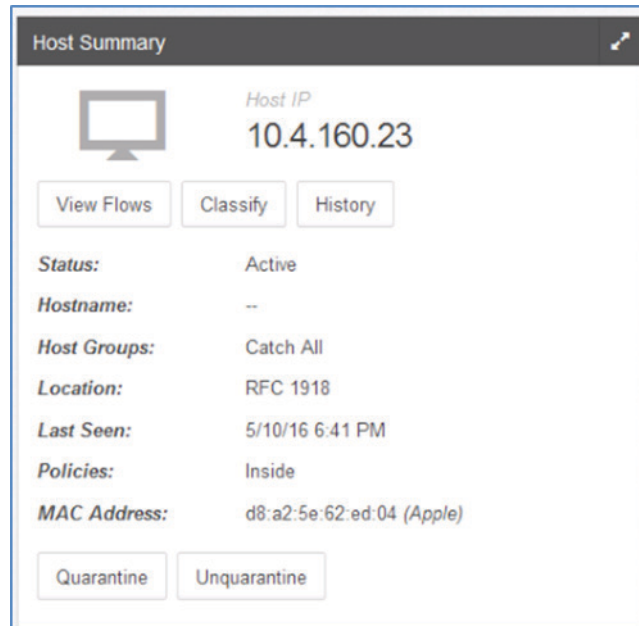 Host Summary
Host IP
10.4.160.23
View Flows Classify History
Status: Active
Hostname: --
Host Groups: Catch All
Location: RFC 1918
Last Seen: 5/10/16 6:41 PM
Policies: Inside
MAC Address: d8:a2:5e:62:ed:04 (Apple)
Quarantine Unquarantine